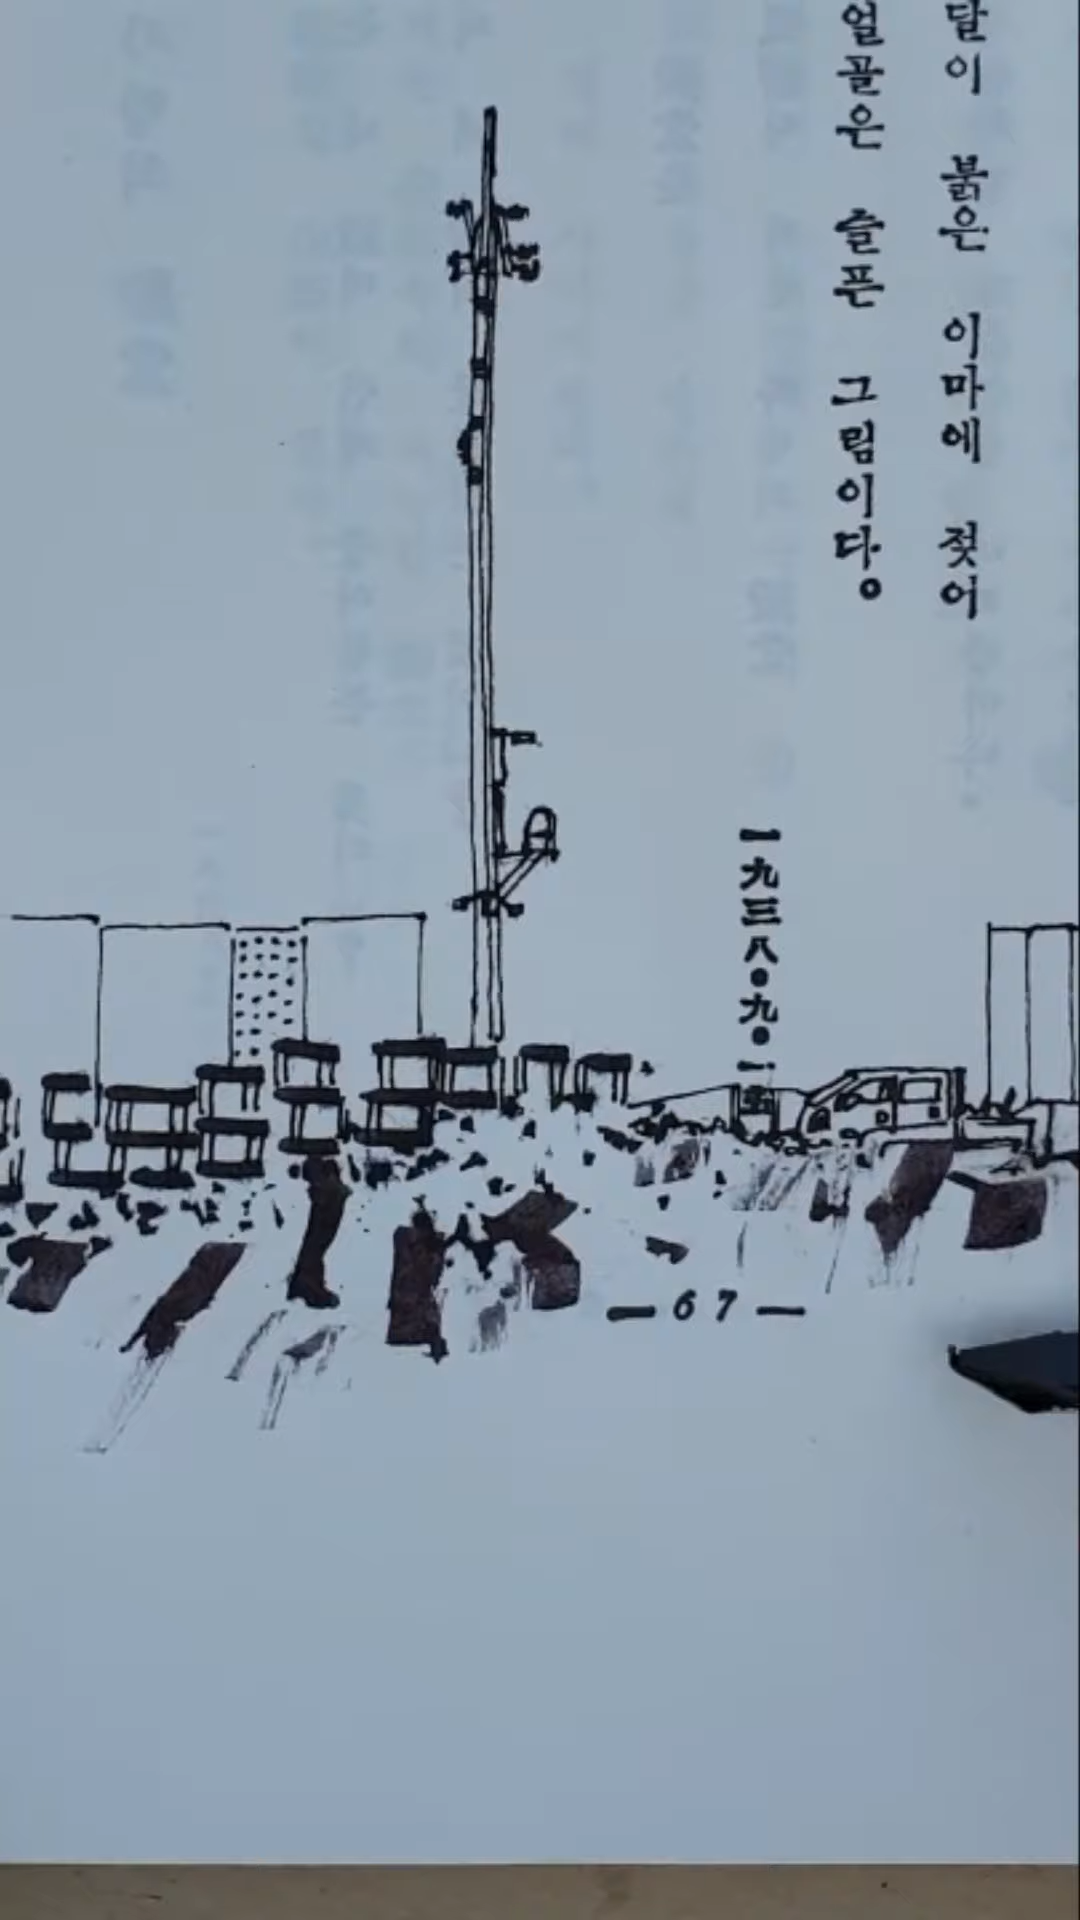 달이 붉은 이마에 젖어
얼골은 슬픈 그림이다。
一九三八•九•一五
— 67 —